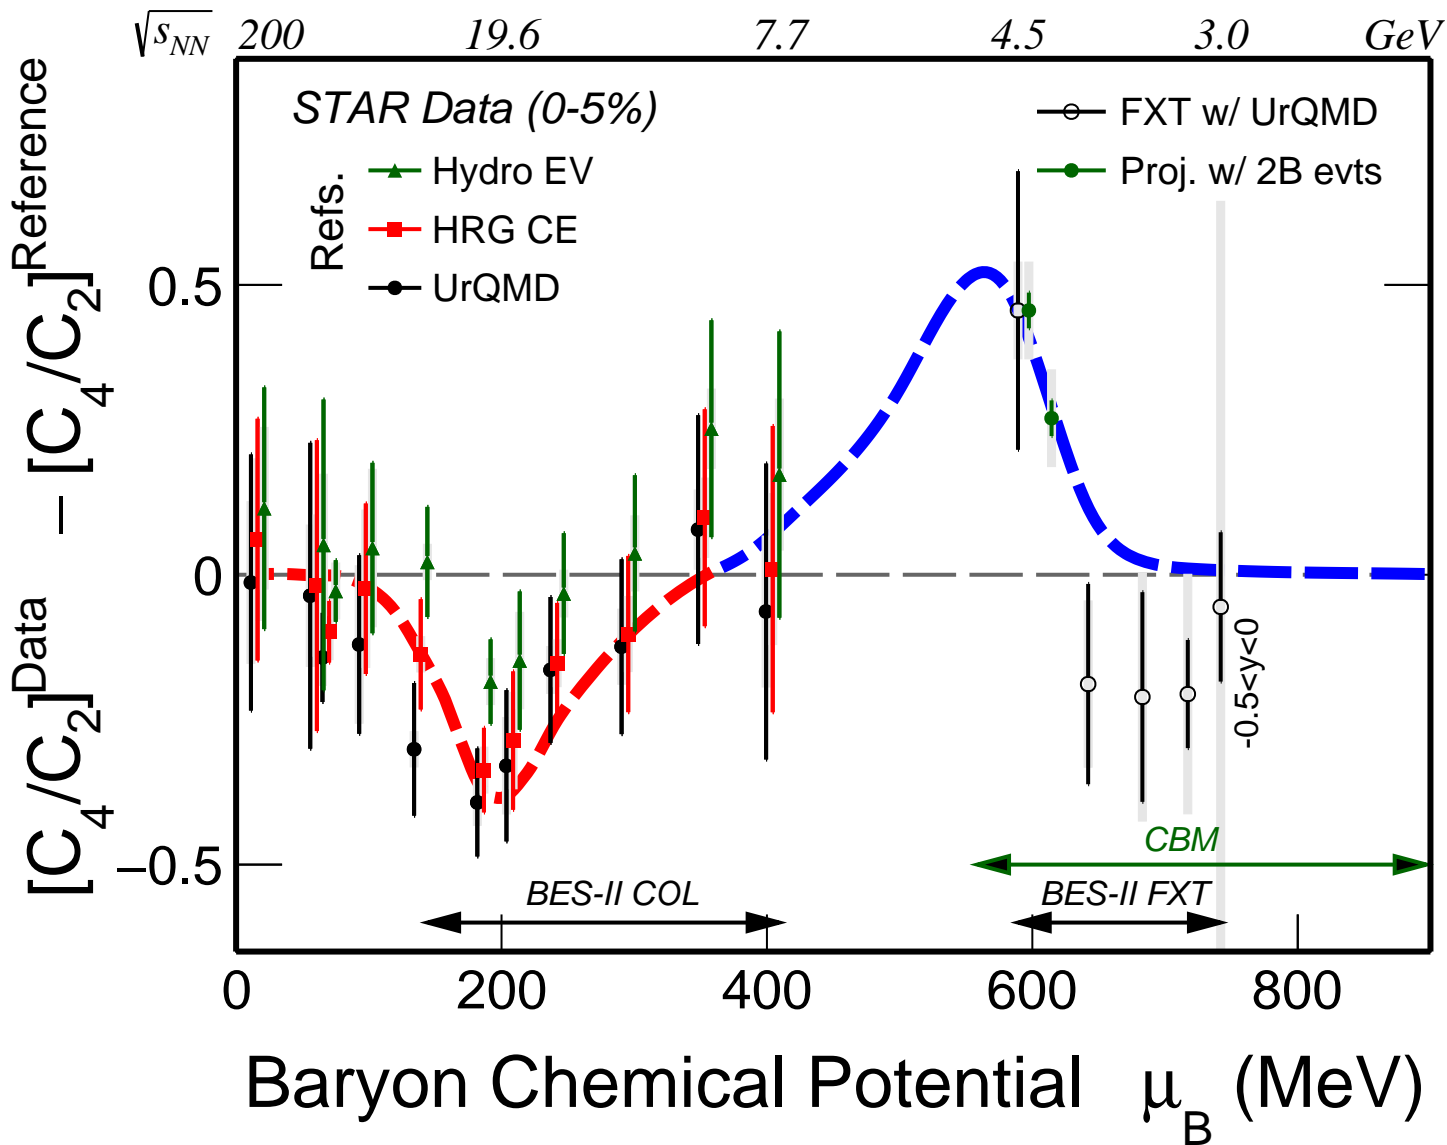 √sNN 200 19.6 7.7 4.5 3.0 GeV
STAR Data (0-5%)
Refs.
Hydro EV
HRG CE
UrQMD
FXT w/ UrQMD
Proj. w/ 2B evts
[C4/C2]Data − [C4/C2]Reference
0.5
0
−0.5
-0.5<y<0
CBM
BES-II COL
BES-II FXT
0 200 400 600 800
Baryon Chemical Potential μB (MeV)